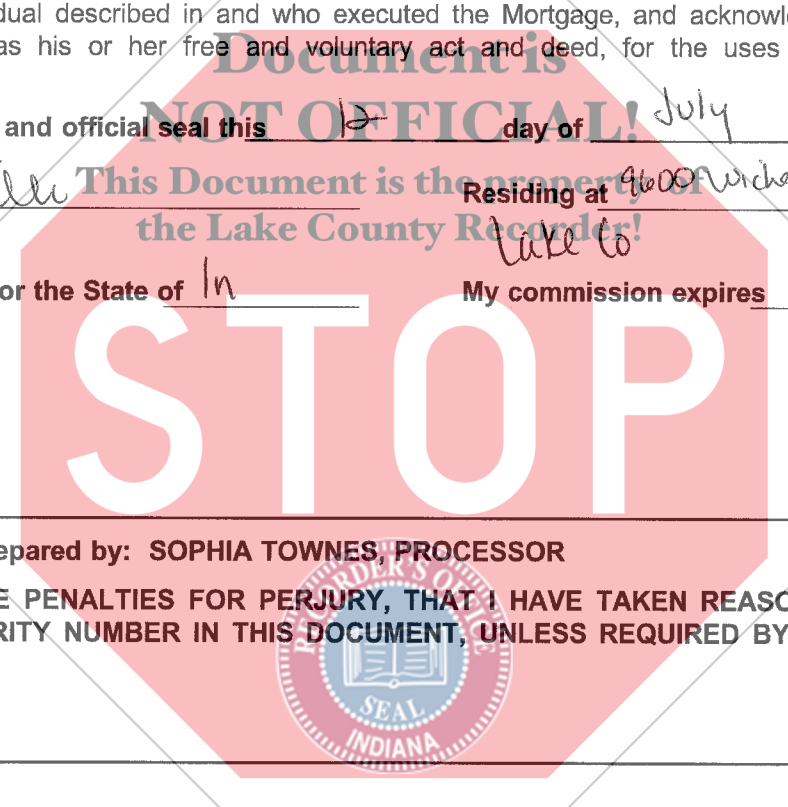 dual described in and who executed the Mortgage, and acknowl
as his or her free and voluntary act and deed, for the uses
Document is
NOT OFFICIAL!
and official seal this 12 day of July
This Document is the property of
Residing at 9600 Wicke
the Lake County Recorder!
Lake Co
or the State of In My commission expires
STOP
epared by: SOPHIA TOWNES, PROCESSOR
E PENALTIES FOR PERJURY, THAT I HAVE TAKEN REASO
RITY NUMBER IN THIS DOCUMENT, UNLESS REQUIRED BY
RECORDER'S OFFICE
SEAL
INDIANA